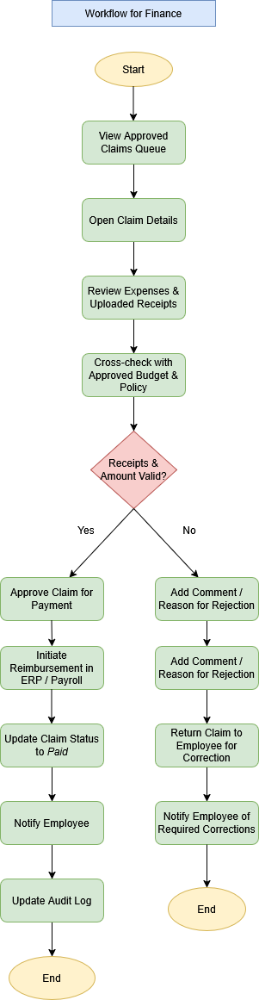 Workflow for Finance
Start
View Approved
Claims Queue
Open Claim Details
Review Expenses &
Uploaded Receipts
Cross-check with
Approved Budget &
Policy
Receipts &
Amount Valid?
Yes
No
Approve Claim for
Payment
Initiate
Reimbursement in
ERP / Payroll
Update Claim Status
to Paid
Notify Employee
Update Audit Log
End
Add Comment /
Reason for Rejection
Add Comment /
Reason for Rejection
Return Claim to
Employee for
Correction
Notify Employee of
Required Corrections
End